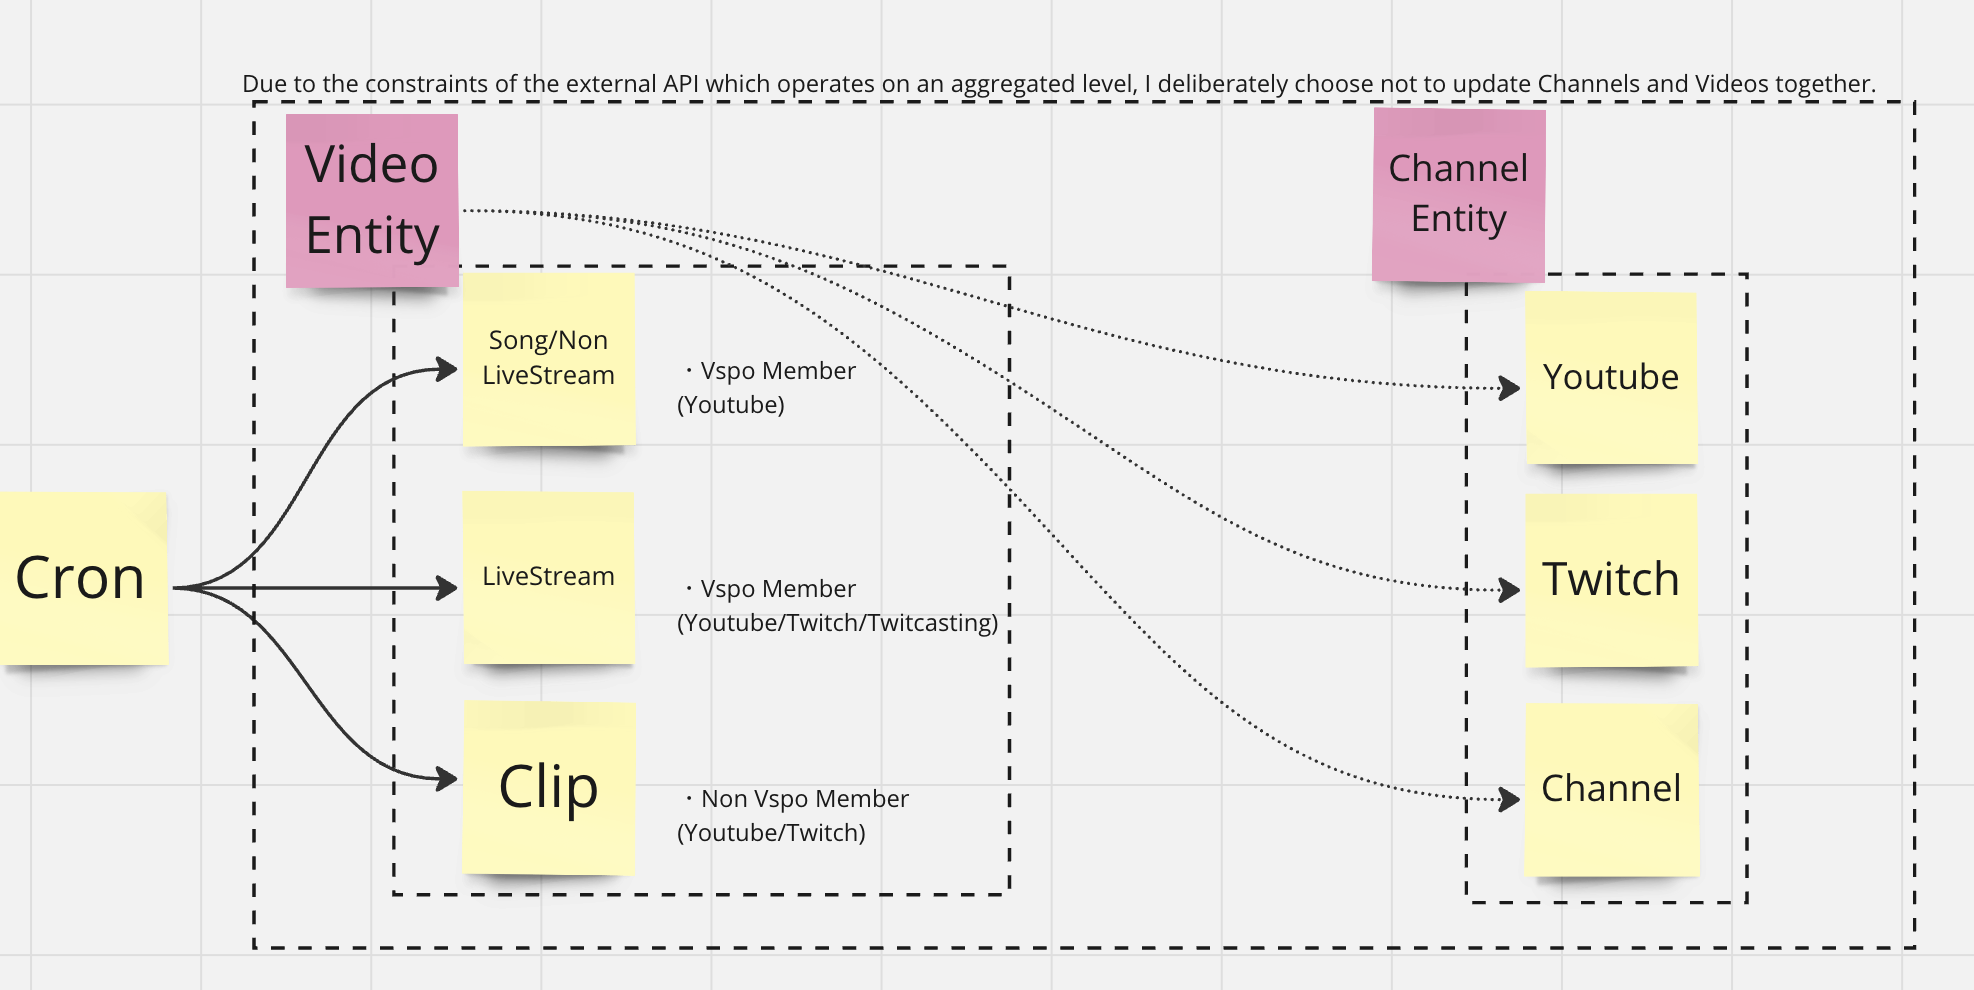 Due to the constraints of the external API which operates on an aggregated level, I deliberately choose not to update Channels and Videos together.
Video
Entity
Channel
Entity
Song/Non
LiveStream
・Vspo Member
(Youtube)
Youtube
Cron
LiveStream
・Vspo Member
(Youtube/Twitch/Twitcasting)
Twitch
Clip
・Non Vspo Member
(Youtube/Twitch)
Channel